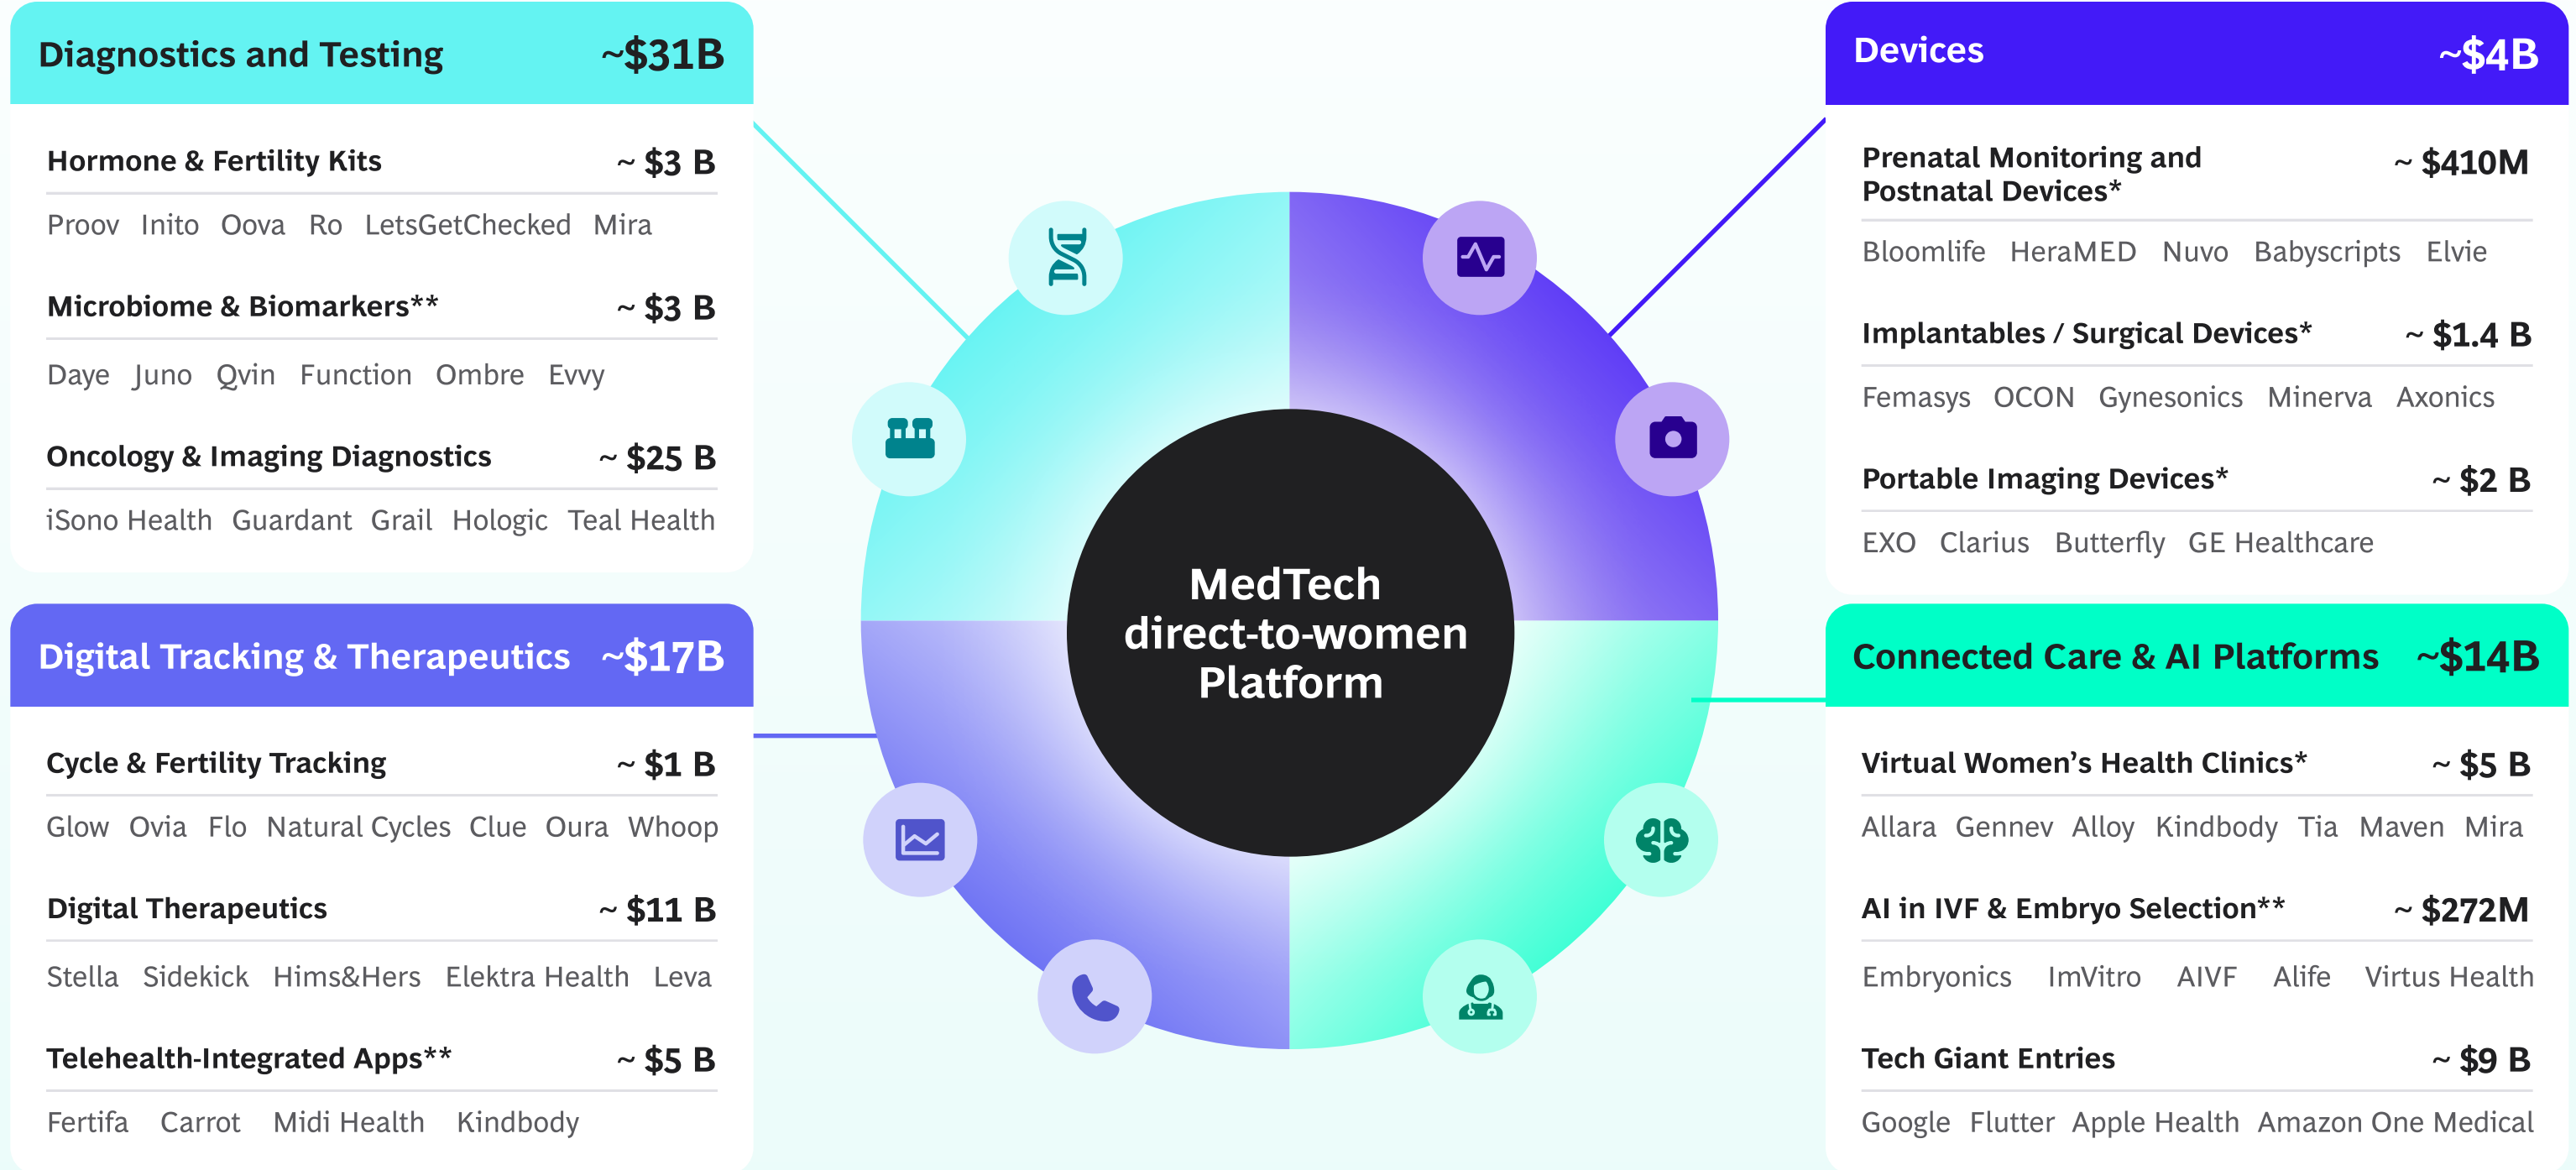 Diagnostics and Testing ~$31B
Hormone & Fertility Kits ~ $3 B
Proov Inito Oova Ro LetsGetChecked Mira
Microbiome & Biomarkers** ~ $3 B
Daye Juno Qvin Function Ombre Evvy
Oncology & Imaging Diagnostics ~ $25 B
iSono Health Guardant Grail Hologic Teal Health
Digital Tracking & Therapeutics ~$17B
Cycle & Fertility Tracking ~ $1 B
Glow Ovia Flo Natural Cycles Clue Oura Whoop
Digital Therapeutics ~ $11 B
Stella Sidekick Hims&Hers Elektra Health Leva
Telehealth-Integrated Apps** ~ $5 B
Fertifa Carrot Midi Health Kindbody
MedTech
direct-to-women
Platform
Devices ~$4B
Prenatal Monitoring and ~ $410M
Postnatal Devices*
Bloomlife HeraMED Nuvo Babyscripts Elvie
Implantables / Surgical Devices* ~ $1.4 B
Femasys OCON Gynesonics Minerva Axonics
Portable Imaging Devices* ~ $2 B
EXO Clarius Butterfly GE Healthcare
Connected Care & AI Platforms ~$14B
Virtual Women’s Health Clinics* ~ $5 B
Allara Gennev Alloy Kindbody Tia Maven Mira
AI in IVF & Embryo Selection** ~ $272M
Embryonics ImVitro AIVF Alife Virtus Health
Tech Giant Entries ~ $9 B
Google Flutter Apple Health Amazon One Medical